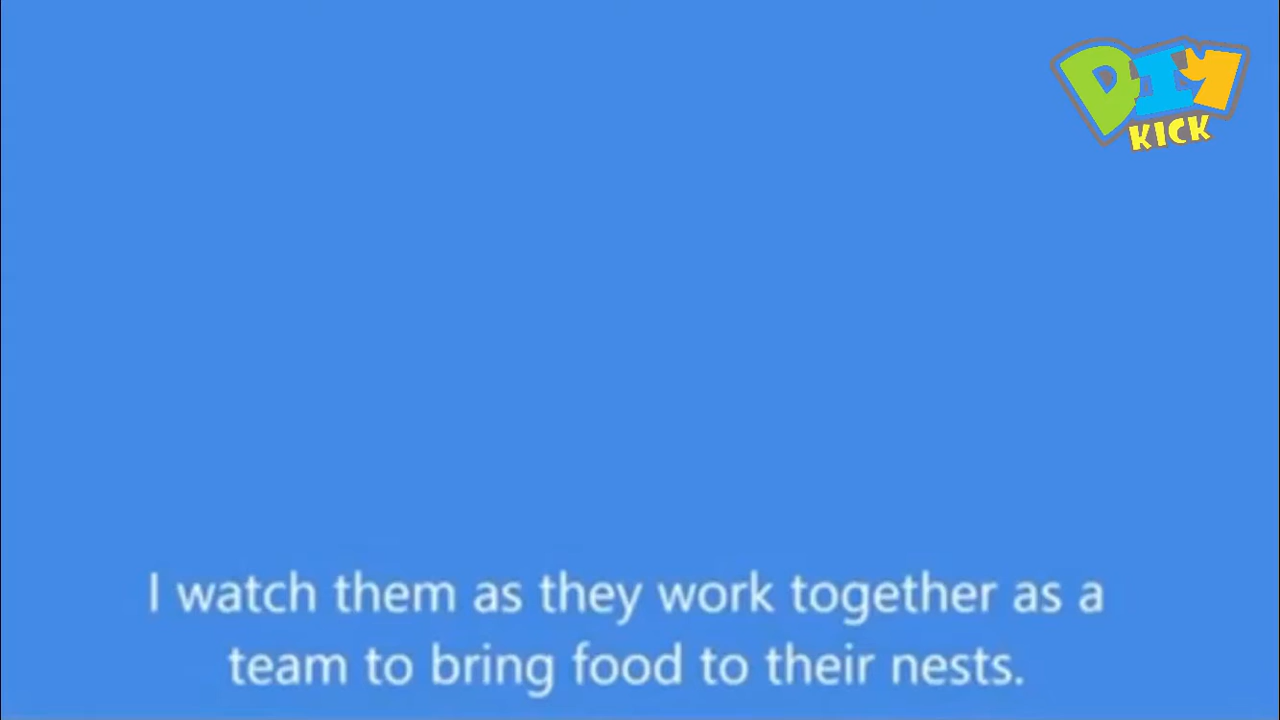 DIY
KICK
I watch them as they work together as a
team to bring food to their nests.